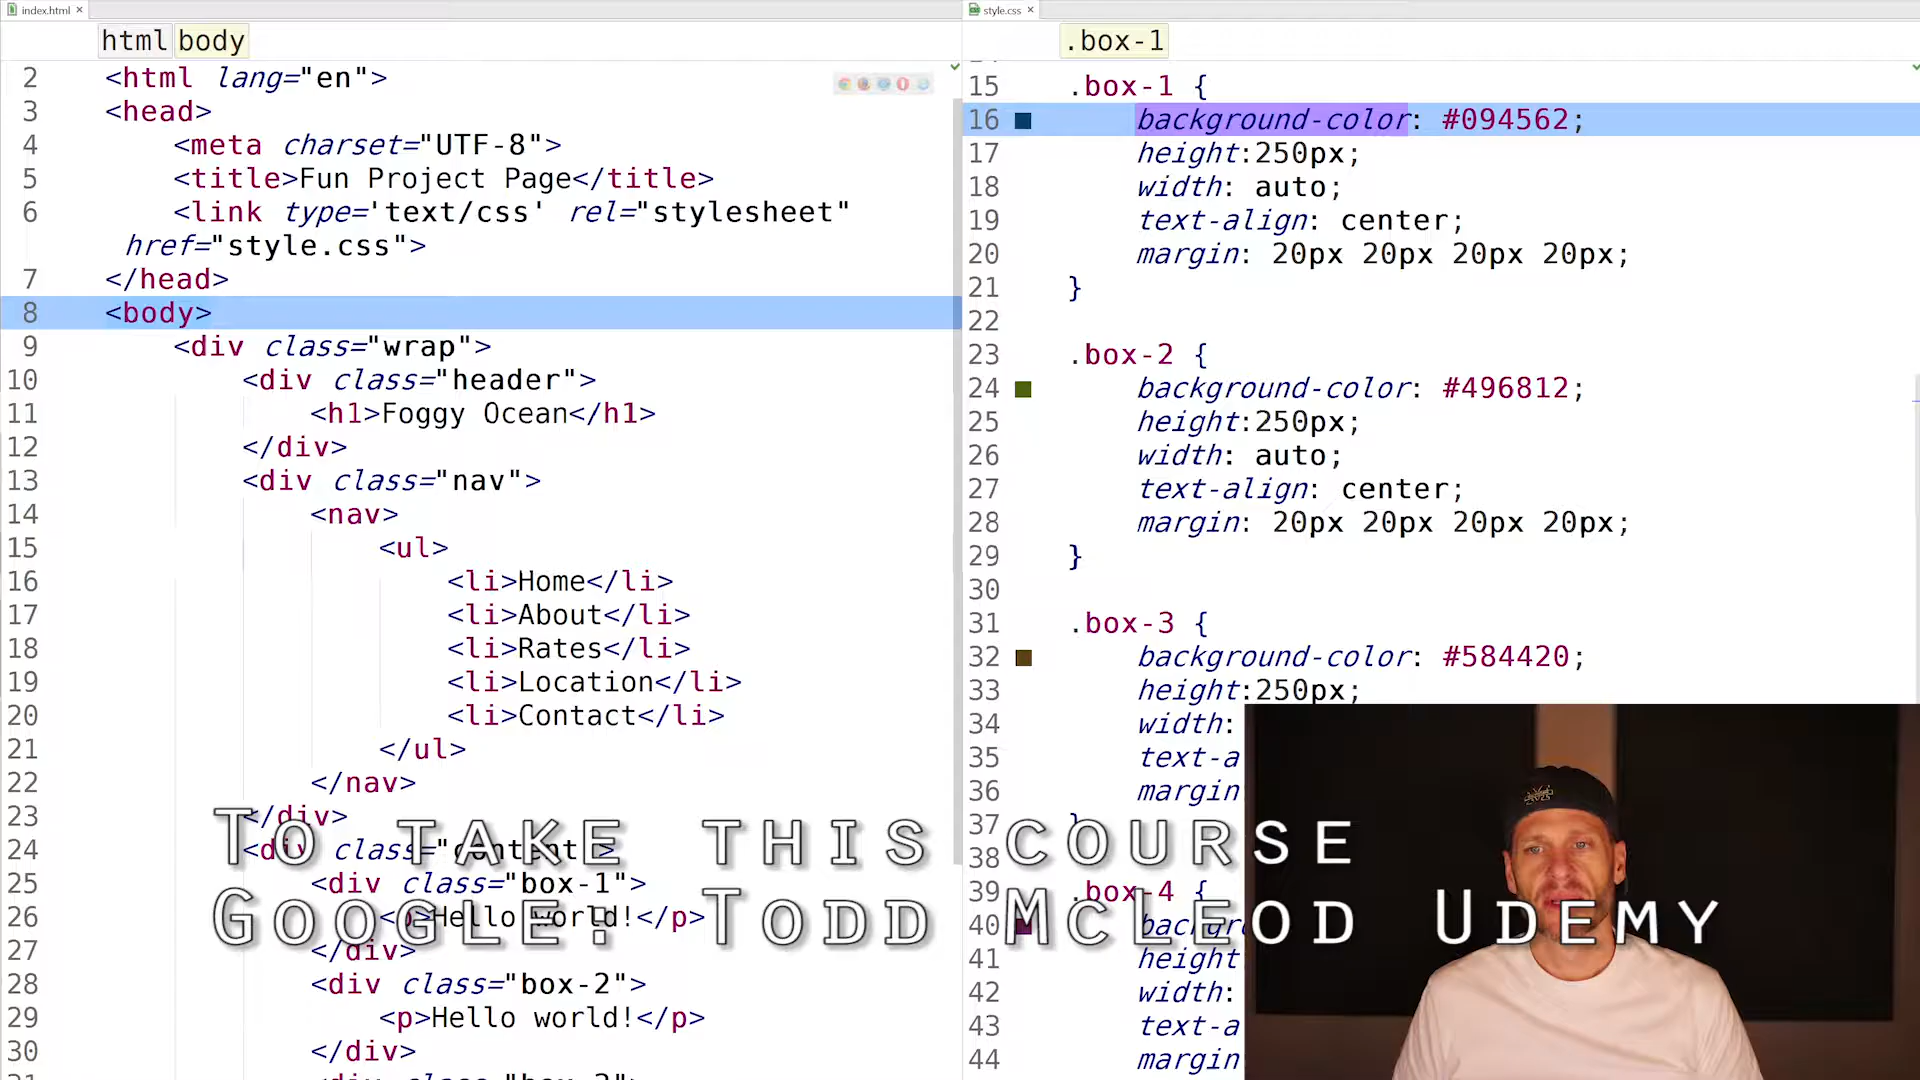 index.html
style.css
html body
.box-1
2 <html lang="en">
3 <head>
4 <meta charset="UTF-8">
5 <title>Fun Project Page</title>
6 <link type='text/css' rel="stylesheet"
href="style.css">
7 </head>
8 <body>
9 <div class="wrap">
10 <div class="header">
11 <h1>Foggy Ocean</h1>
12 </div>
13 <div class="nav">
14 <nav>
15 <ul>
16 <li>Home</li>
17 <li>About</li>
18 <li>Rates</li>
19 <li>Location</li>
20 <li>Contact</li>
21 </ul>
22 </nav>
23 </div>
24 <div class="content">
25 <div class="box-1">
26 <p>Hello world!</p>
27 </div>
28 <div class="box-2">
29 <p>Hello world!</p>
30 </div>
15 .box-1 {
16 background-color: #094562;
17 height:250px;
18 width: auto;
19 text-align: center;
20 margin: 20px 20px 20px 20px;
21 }
22
23 .box-2 {
24 background-color: #496812;
25 height:250px;
26 width: auto;
27 text-align: center;
28 margin: 20px 20px 20px 20px;
29 }
30
31 .box-3 {
32 background-color: #584420;
33 height:250px;
34 width:
35 text-a
36 margin
37 }
38
39 .box-4 {
40 backgr
41 height
42 width:
43 text-a
44 margin
To take this course
Google: Todd McLeod Udemy